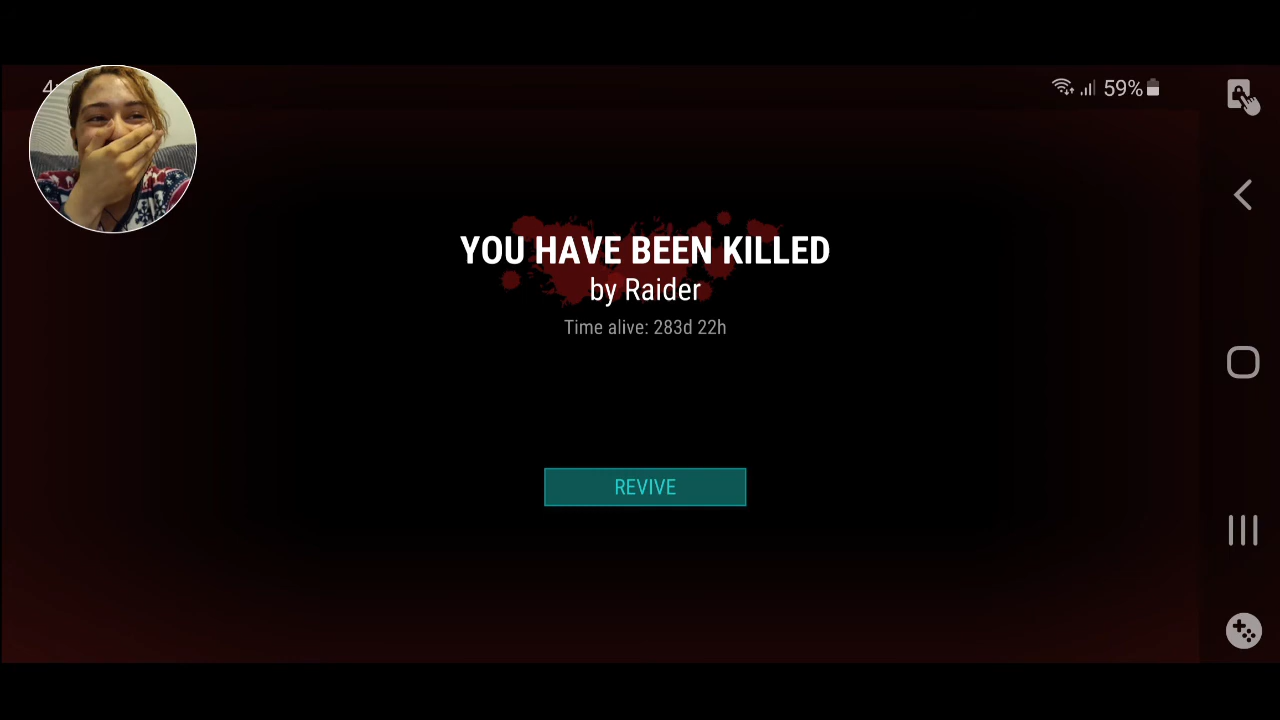 59%
YOU HAVE BEEN KILLED
by Raider
Time alive: 283d 22h
REVIVE